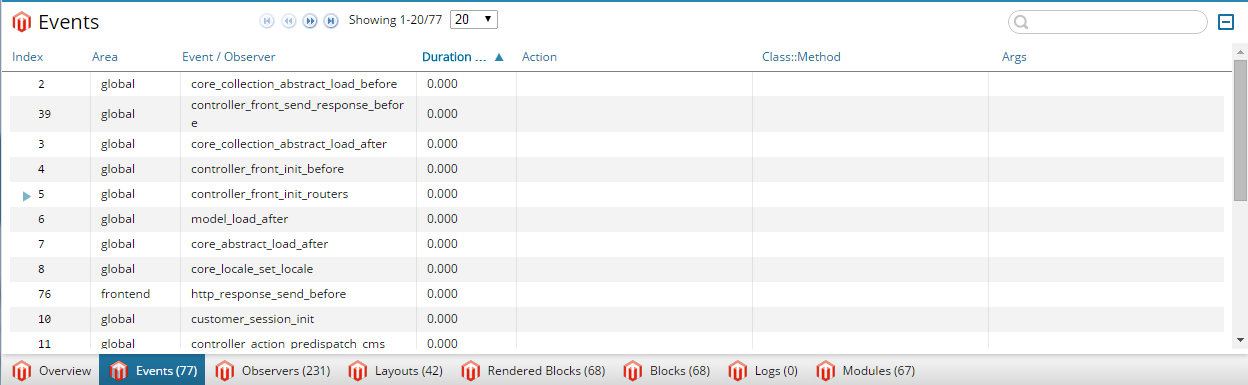 Events Showing 1-20/77 20
Index Area Event / Observer Duration ... Action Class::Method Args
2 global core_collection_abstract_load_before 0.000
39 global controller_front_send_response_befor 0.000
e
3 global core_collection_abstract_load_after 0.000
4 global controller_front_init_before 0.000
5 global controller_front_init_routers 0.000
6 global model_load_after 0.000
7 global core_abstract_load_after 0.000
8 global core_locale_set_locale 0.000
76 frontend http_response_send_before 0.000
10 global customer_session_init 0.000
11 global controller_action_predispatch_cms 0.000
Overview Events (77) Observers (231) Layouts (42) Rendered Blocks (68) Blocks (68) Logs (0) Modules (67)